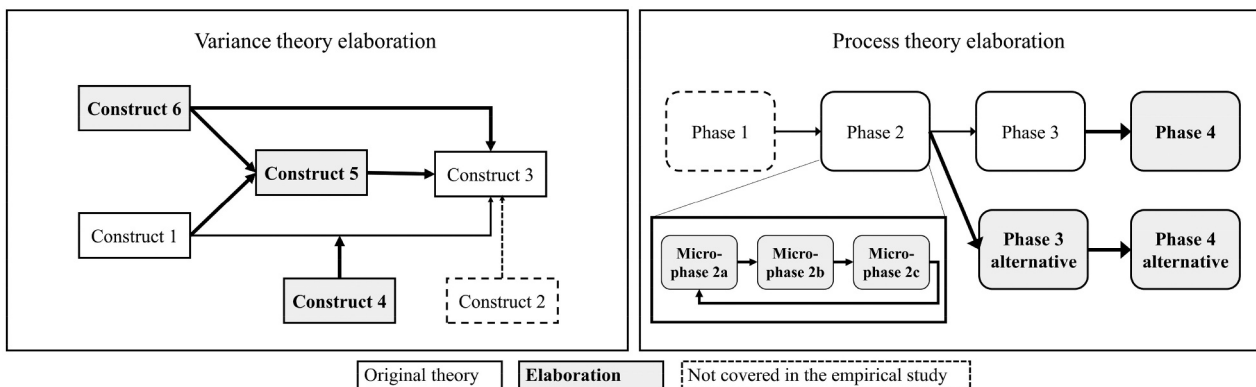 Variance theory elaboration
Construct 6
Construct 5
Construct 3
Construct 1
Construct 4
Construct 2
Process theory elaboration
Phase 1
Phase 2
Phase 3
Phase 4
Phase 3
alternative
Phase 4
alternative
Micro-
phase 2a
Micro-
phase 2b
Micro-
phase 2c
Original theory
Elaboration
Not covered in the empirical study